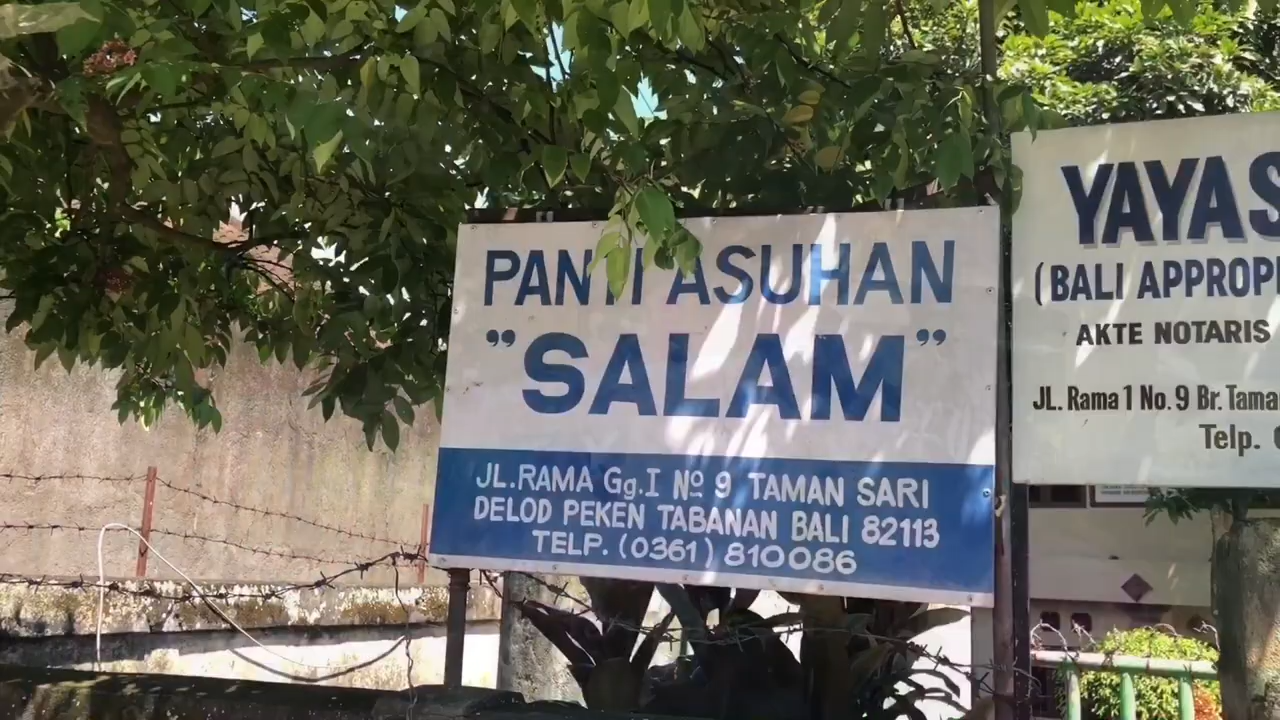 PANTI ASUHAN
"SALAM"
JL.RAMA Gg.I Nº 9 TAMAN SARI
DELOD PEKEN TABANAN BALI 82113
TELP. (0361) 810086
(BALI
AKTE NOTARIS
JL. Rama 1 No. 9 Br.
Telp.